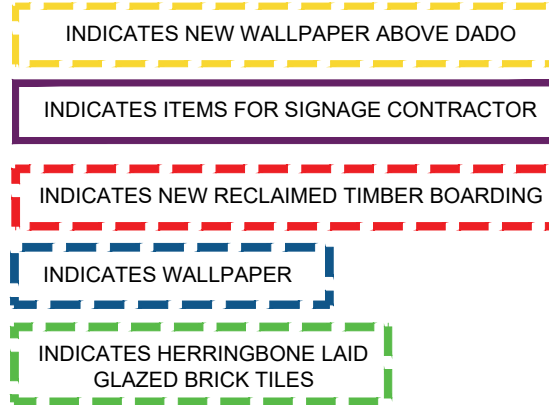 INDICATES NEW WALLPAPER ABOVE DADO
INDICATES ITEMS FOR SIGNAGE CONTRACTOR
INDICATES NEW RECLAIMED TIMBER BOARDING
INDICATES WALLPAPER
INDICATES HERRINGBONE LAID
GLAZED BRICK TILES